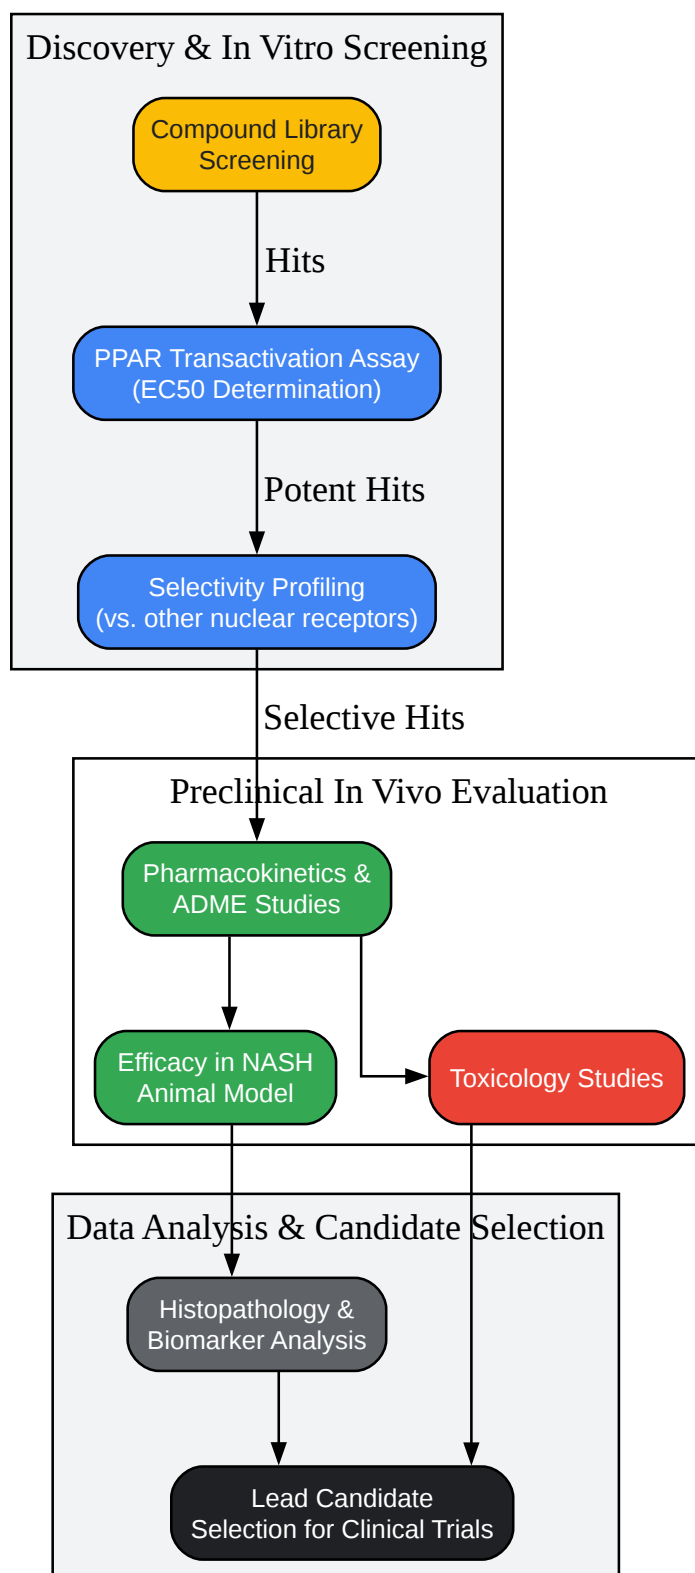 Discovery & In Vitro Screening
Compound Library
Screening
Hits
PPAR Transactivation Assay
(EC50 Determination)
Potent Hits
Selectivity Profiling
(vs. other nuclear receptors)
Selective Hits
Preclinical In Vivo Evaluation
Pharmacokinetics &
ADME Studies
Efficacy in NASH
Animal Model
Toxicology Studies
Data Analysis & Candidate Selection
Histopathology &
Biomarker Analysis
Lead Candidate
Selection for Clinical Trials